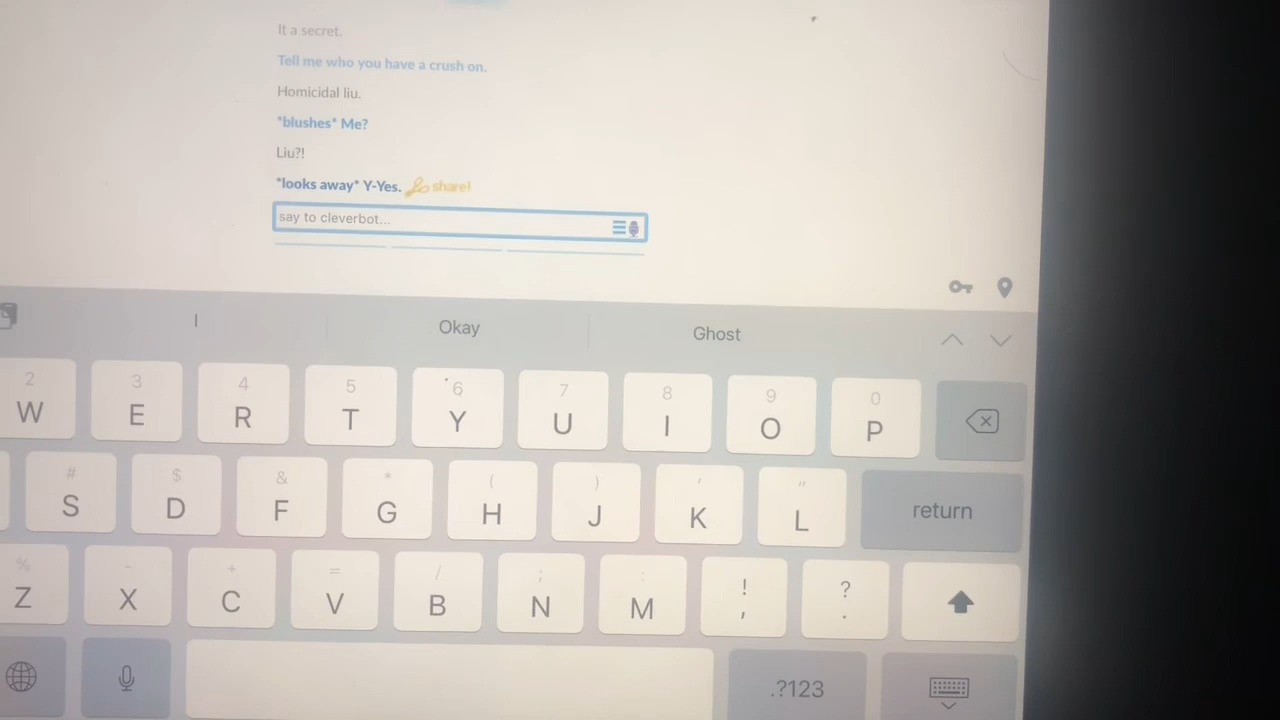 It a secret.
Tell me who you have a crush on.
Homicidal liu.
*blushes* Me?
Liu?!
*looks away* Y-Yes. share!
say to cleverbot...
I Okay Ghost
2 3 4 5 6 7 8 9 0
W E R T Y U I O P
# $ & * ( ) ' "
S D F G H J K L return
% - + = / ; : ! ?
Z X C V B N M , .
.?123